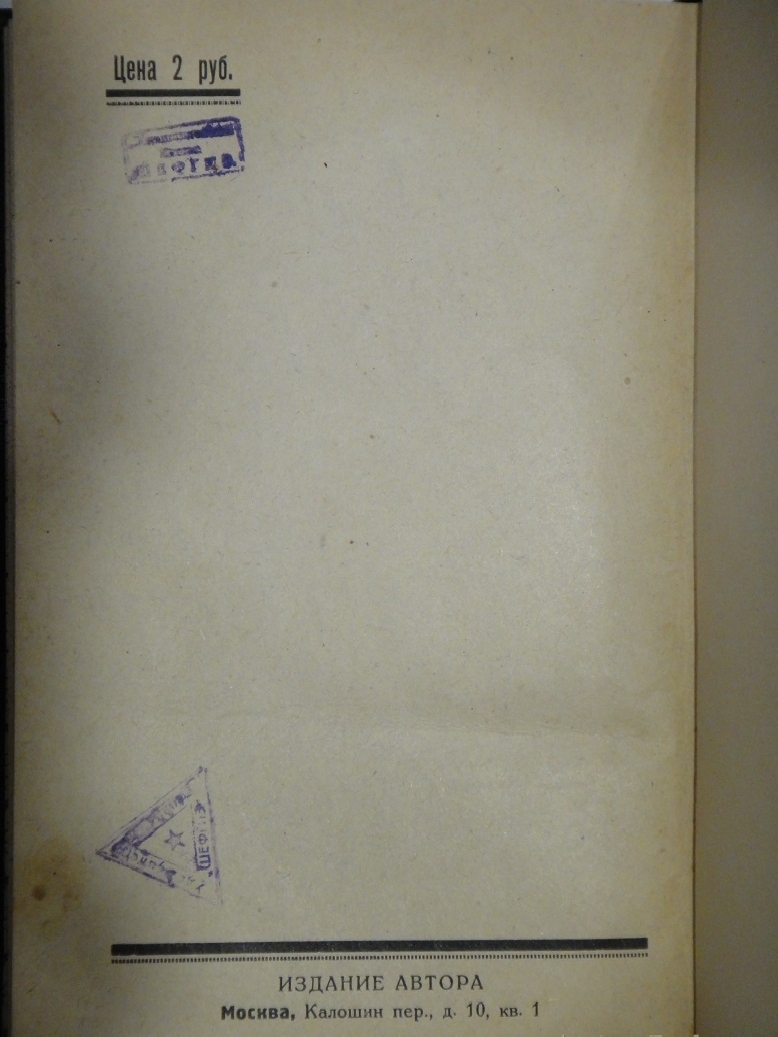 Цена 2 руб.
ИЗДАНИЕ АВТОРА
Москва, Калошин пер., д. 10, кв. 1